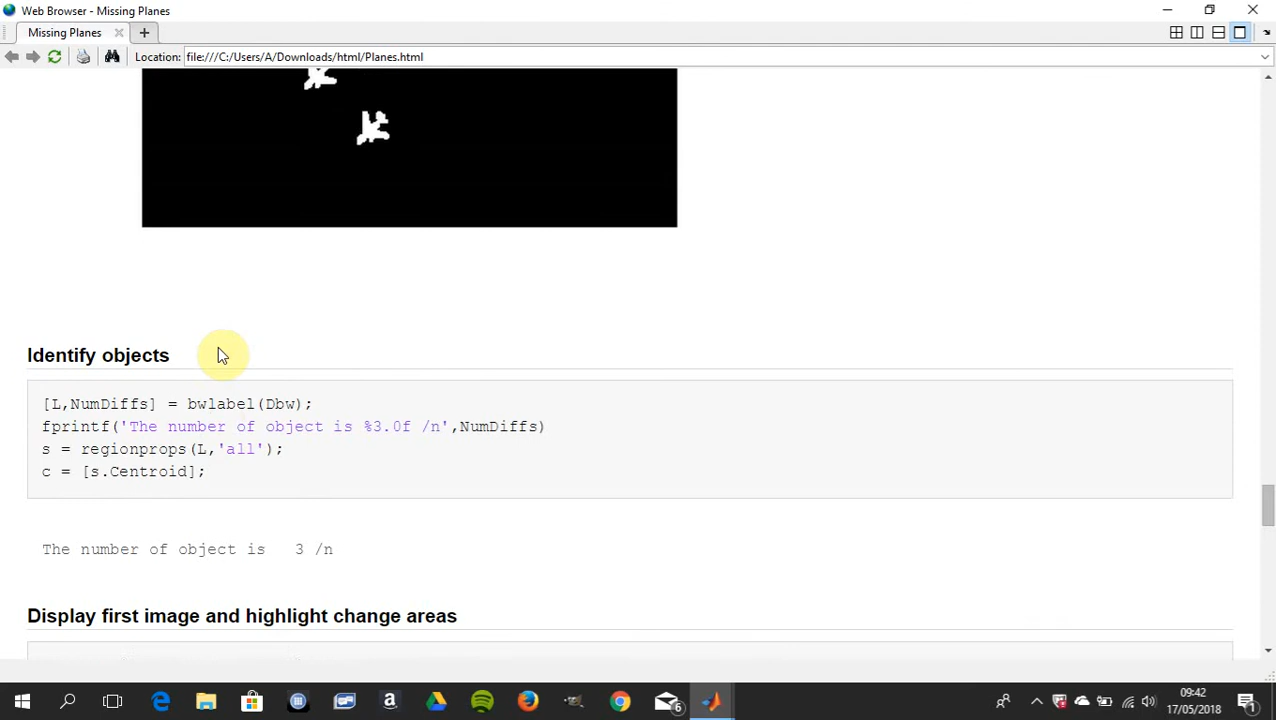 Web Browser - Missing Planes
Missing Planes
Location: file:///C:/Users/A/Downloads/html/Planes.html
Identify objects
[L,NumDiffs] = bwlabel(Dbw);
fprintf('The number of object is %3.0f /n',NumDiffs)
s = regionprops(L,'all');
c = [s.Centroid];
The number of object is   3 /n
Display first image and highlight change areas
6
09:42
17/05/2018
1